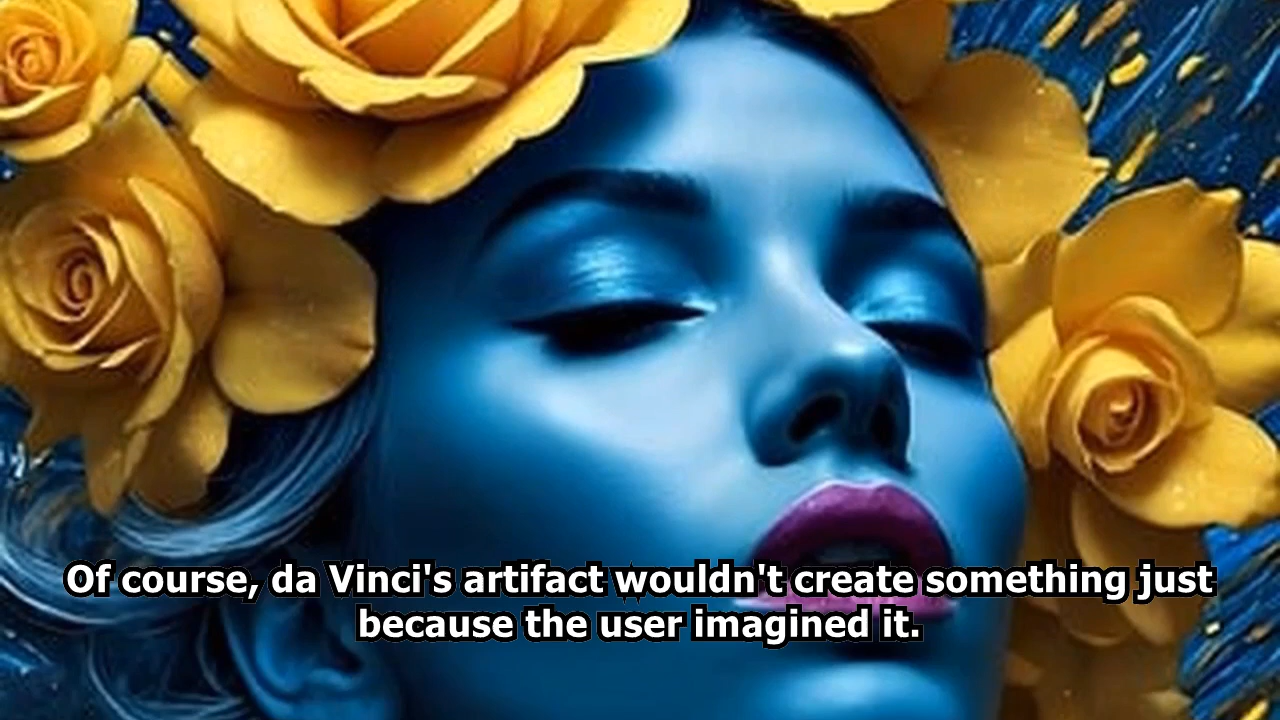 Of course, da Vinci's artifact wouldn't create something just
because the user imagined it.